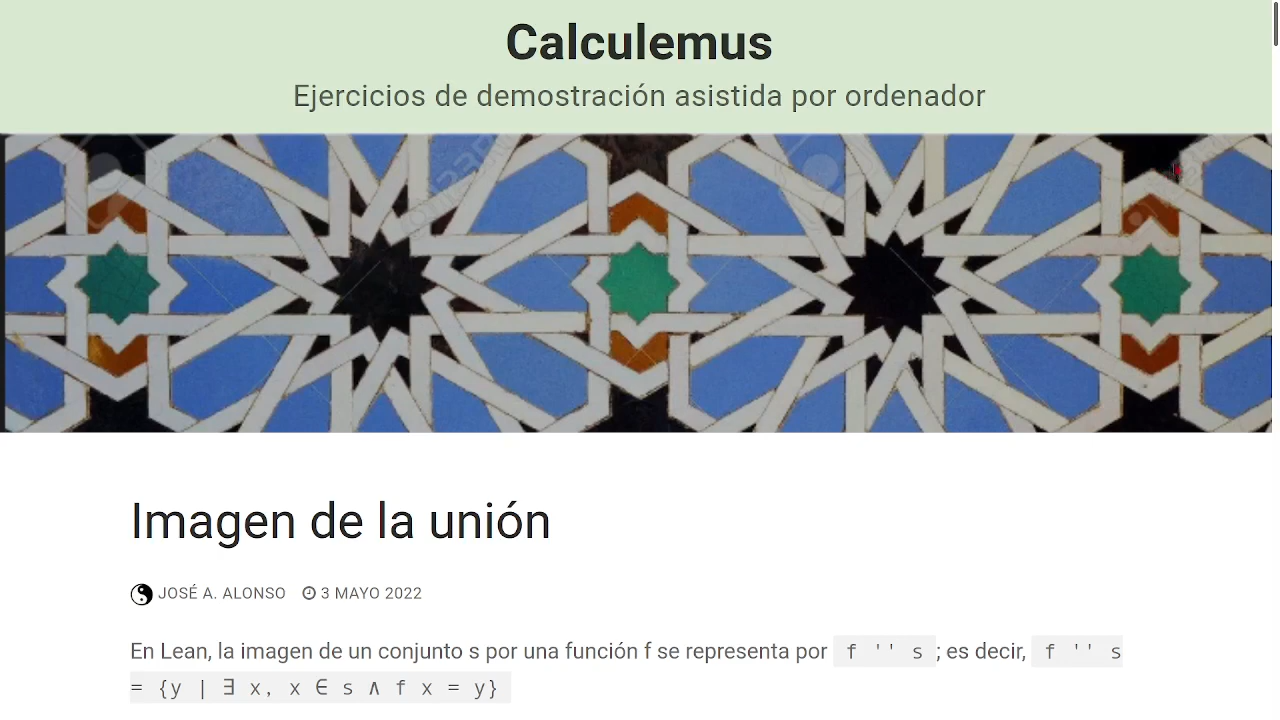 Calculemus
Ejercicios de demostración asistida por ordenador
Imagen de la unión
JOSÉ A. ALONSO 3 MAYO 2022
En Lean, la imagen de un conjunto s por una función f se representa por f '' s ; es decir, f '' s
= {y | ∃ x, x ∈ s ∧ f x = y}